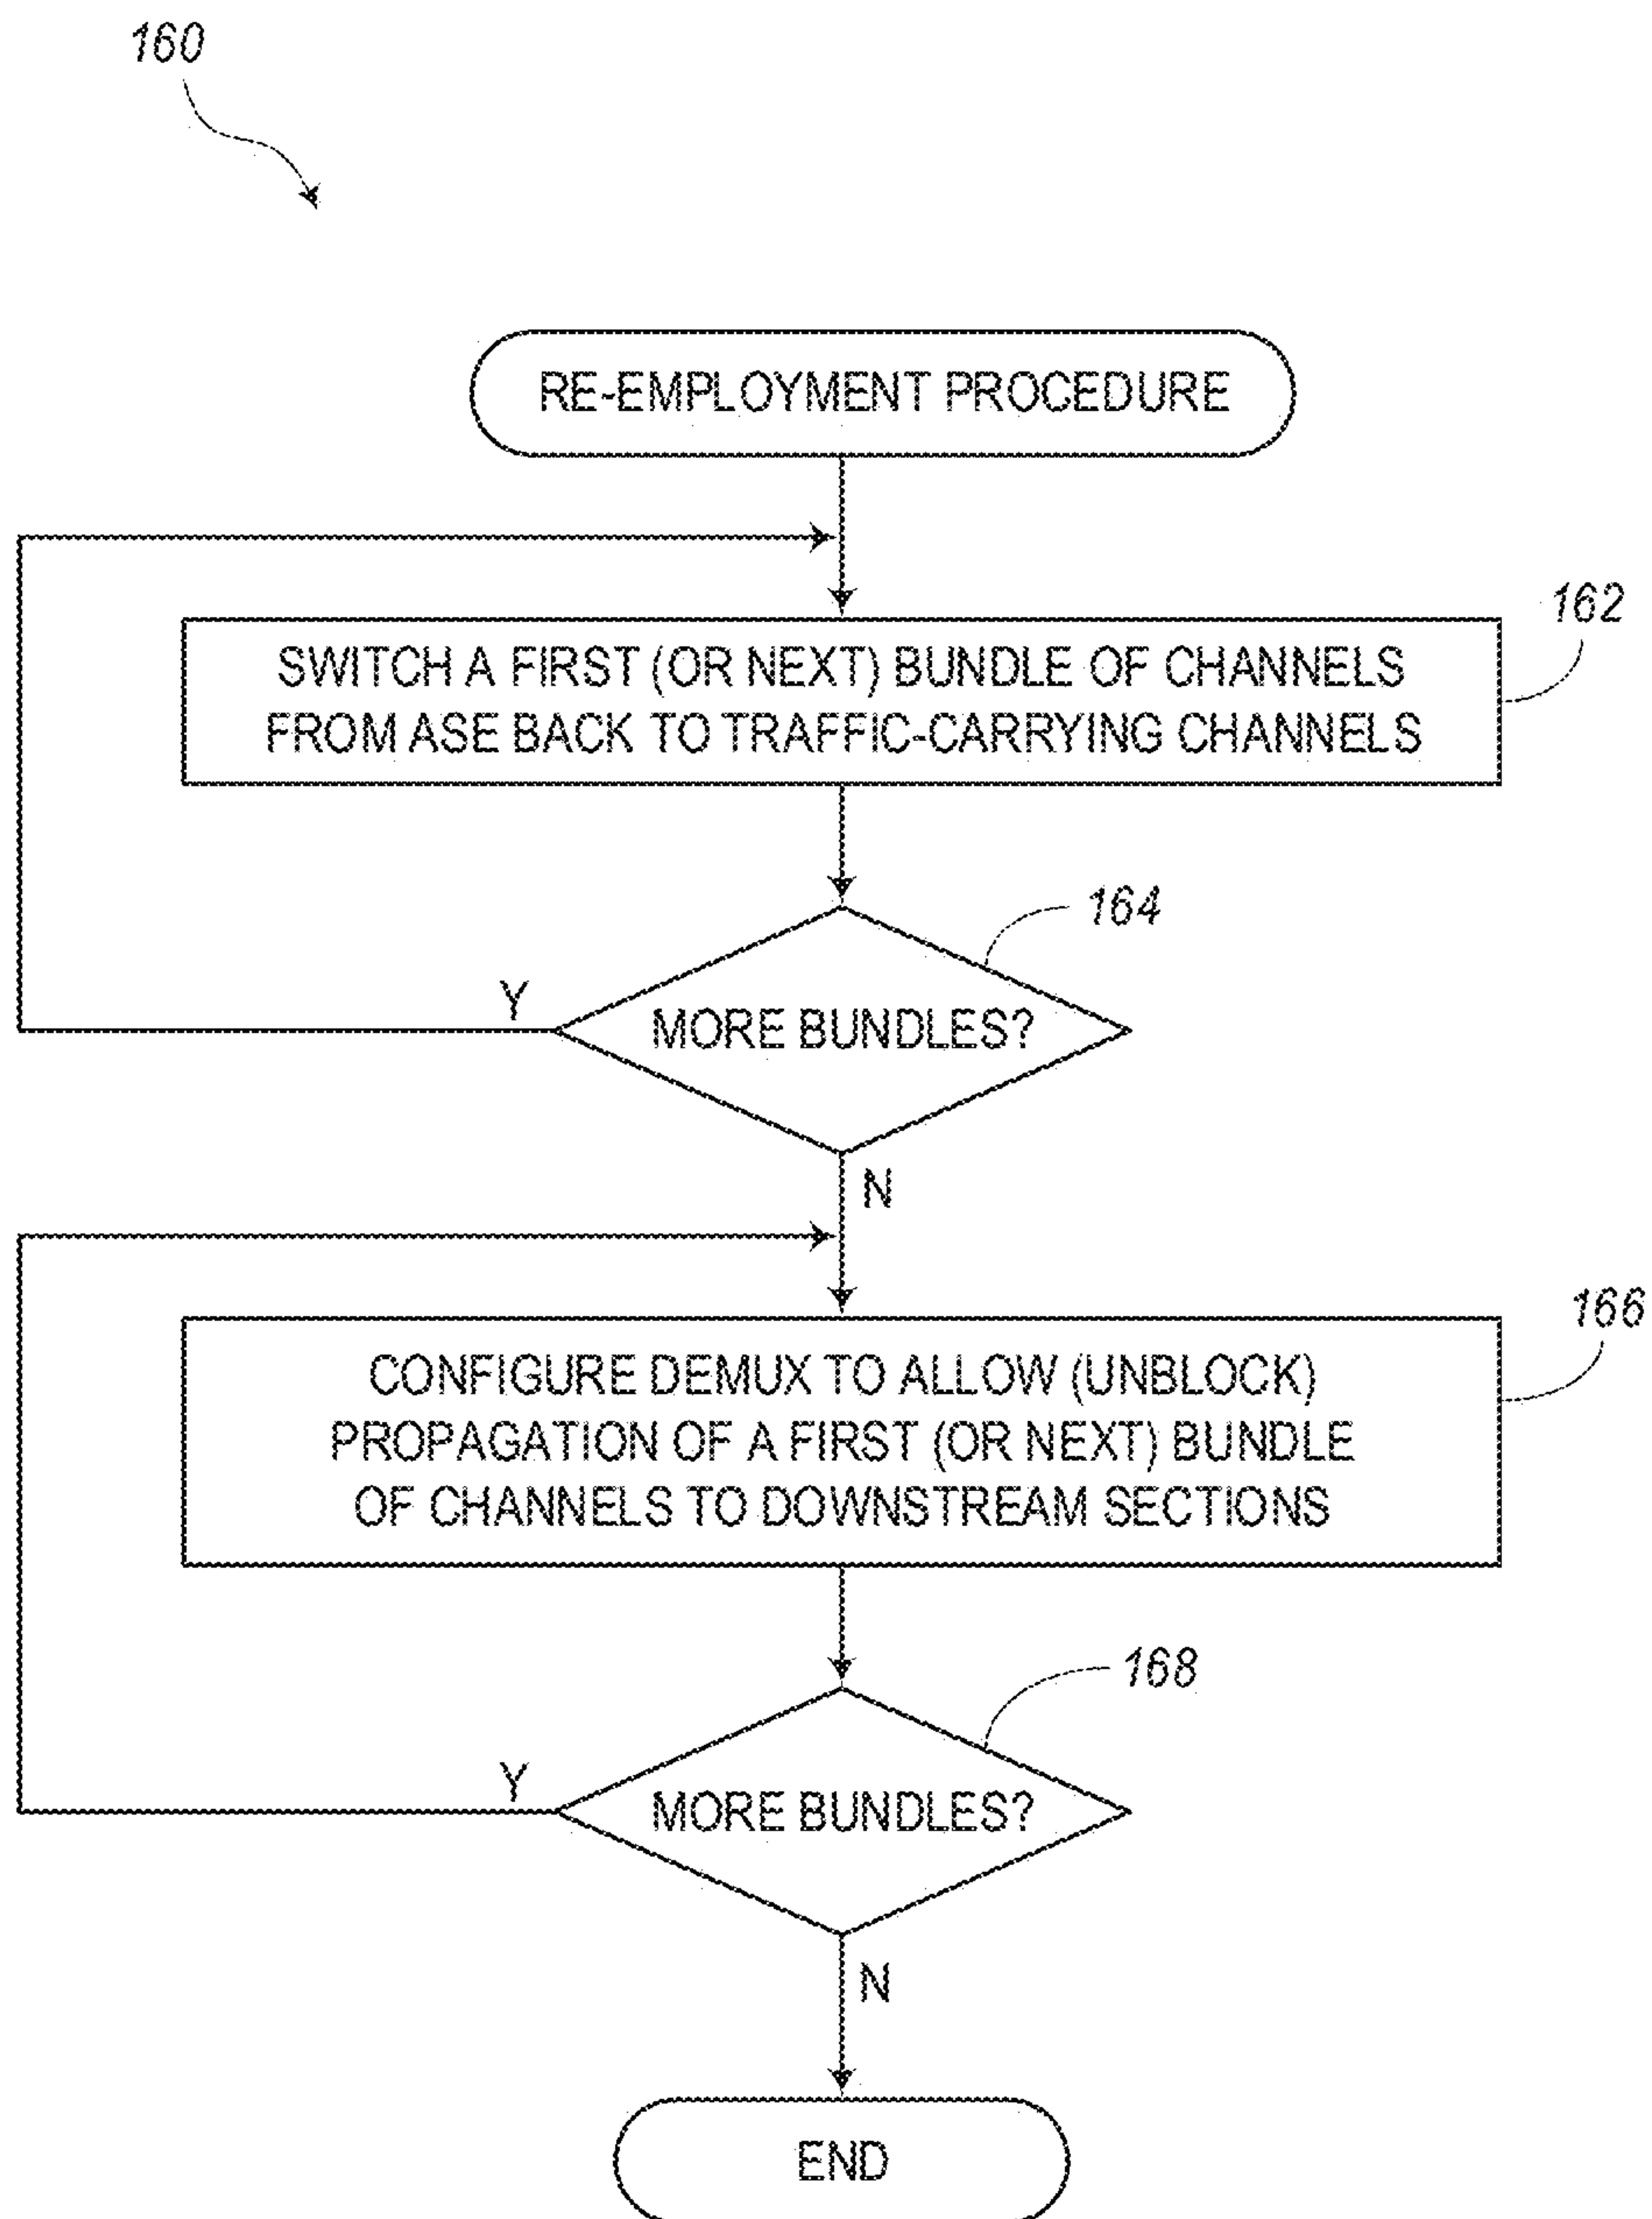 160
RE-EMPLOYMENT PROCEDURE
162
SWITCH A FIRST (OR NEXT) BUNDLE OF CHANNELS
FROM ASE BACK TO TRAFFIC-CARRYING CHANNELS
164
Y
MORE BUNDLES?
N
166
CONFIGURE DEMUX TO ALLOW (UNBLOCK)
PROPAGATION OF A FIRST (OR NEXT) BUNDLE
OF CHANNELS TO DOWNSTREAM SECTIONS
168
Y
MORE BUNDLES?
N
END